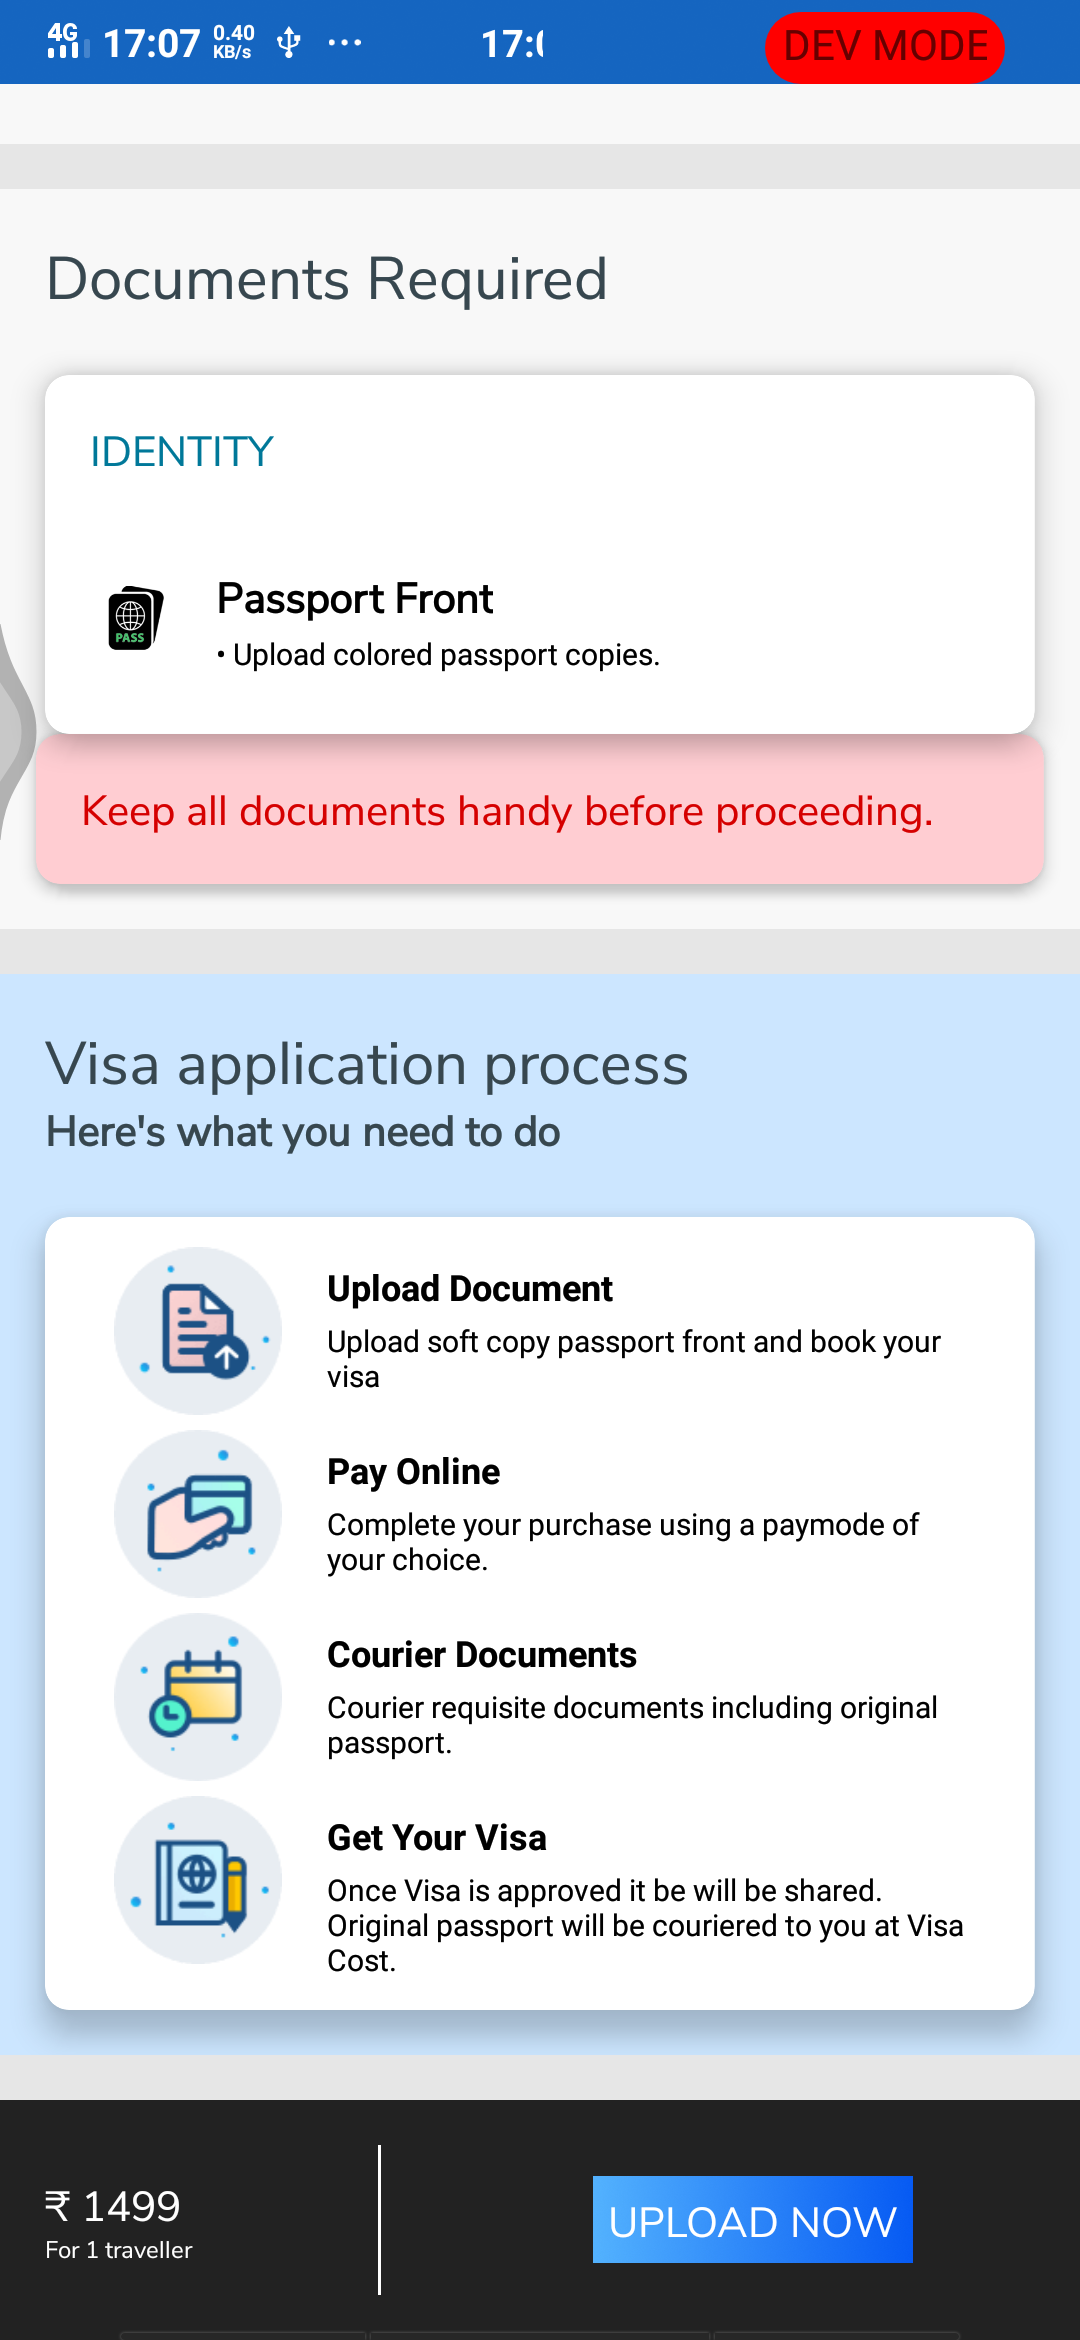 4G 17:07 0.40 KB/s ... 17:0
DEV MODE
Documents Required
IDENTITY
PASS
Passport Front
• Upload colored passport copies.
Keep all documents handy before proceeding.
Visa application process
Here's what you need to do
Upload Document
Upload soft copy passport front and book your
visa
Pay Online
Complete your purchase using a paymode of
your choice.
Courier Documents
Courier requisite documents including original
passport.
Get Your Visa
Once Visa is approved it be will be shared.
Original passport will be couriered to you at Visa
Cost.
₹ 1499
For 1 traveller
UPLOAD NOW